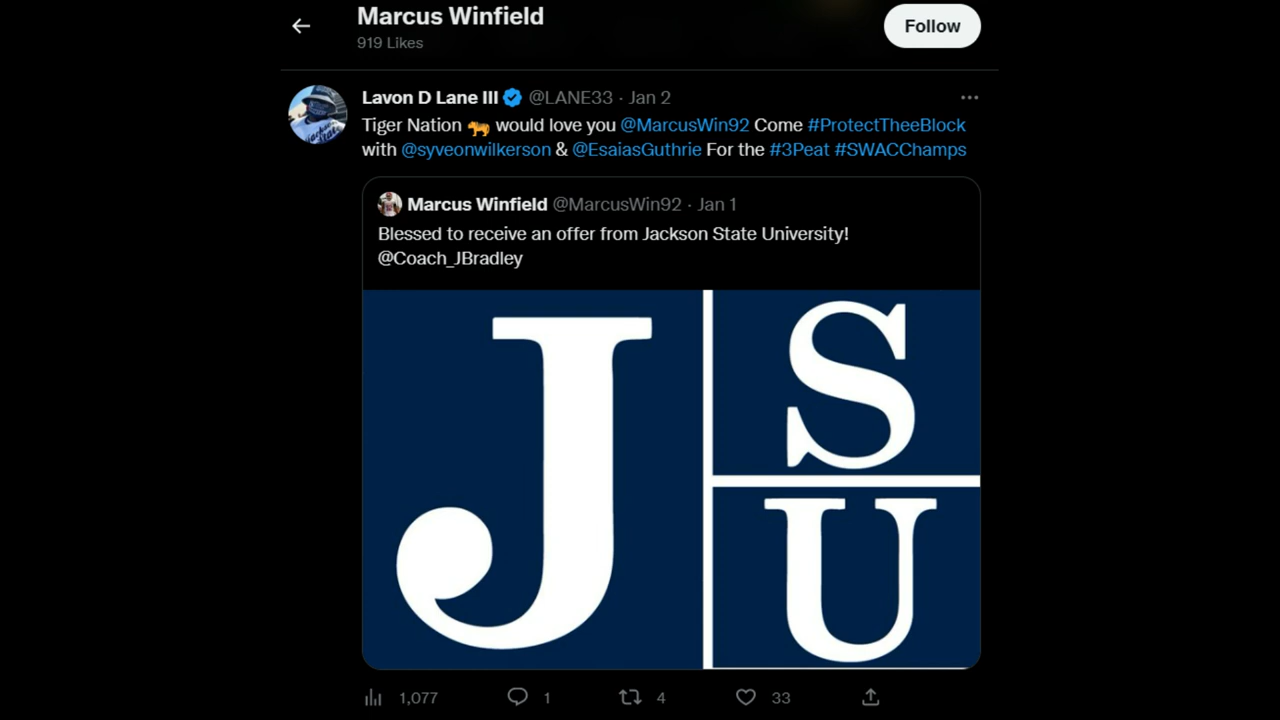 Marcus Winfield
919 Likes
Follow
Lavon D Lane III @LANE33 · Jan 2
Tiger Nation 🐅 would love you @MarcusWin92 Come #ProtectTheeBlock
with @syveonwilkerson & @EsaiasGuthrie For the #3Peat #SWACChamps
Marcus Winfield @MarcusWin92 · Jan 1
Blessed to receive an offer from Jackson State University!
@Coach_JBradley
J
S
U
1,077 1 4 33